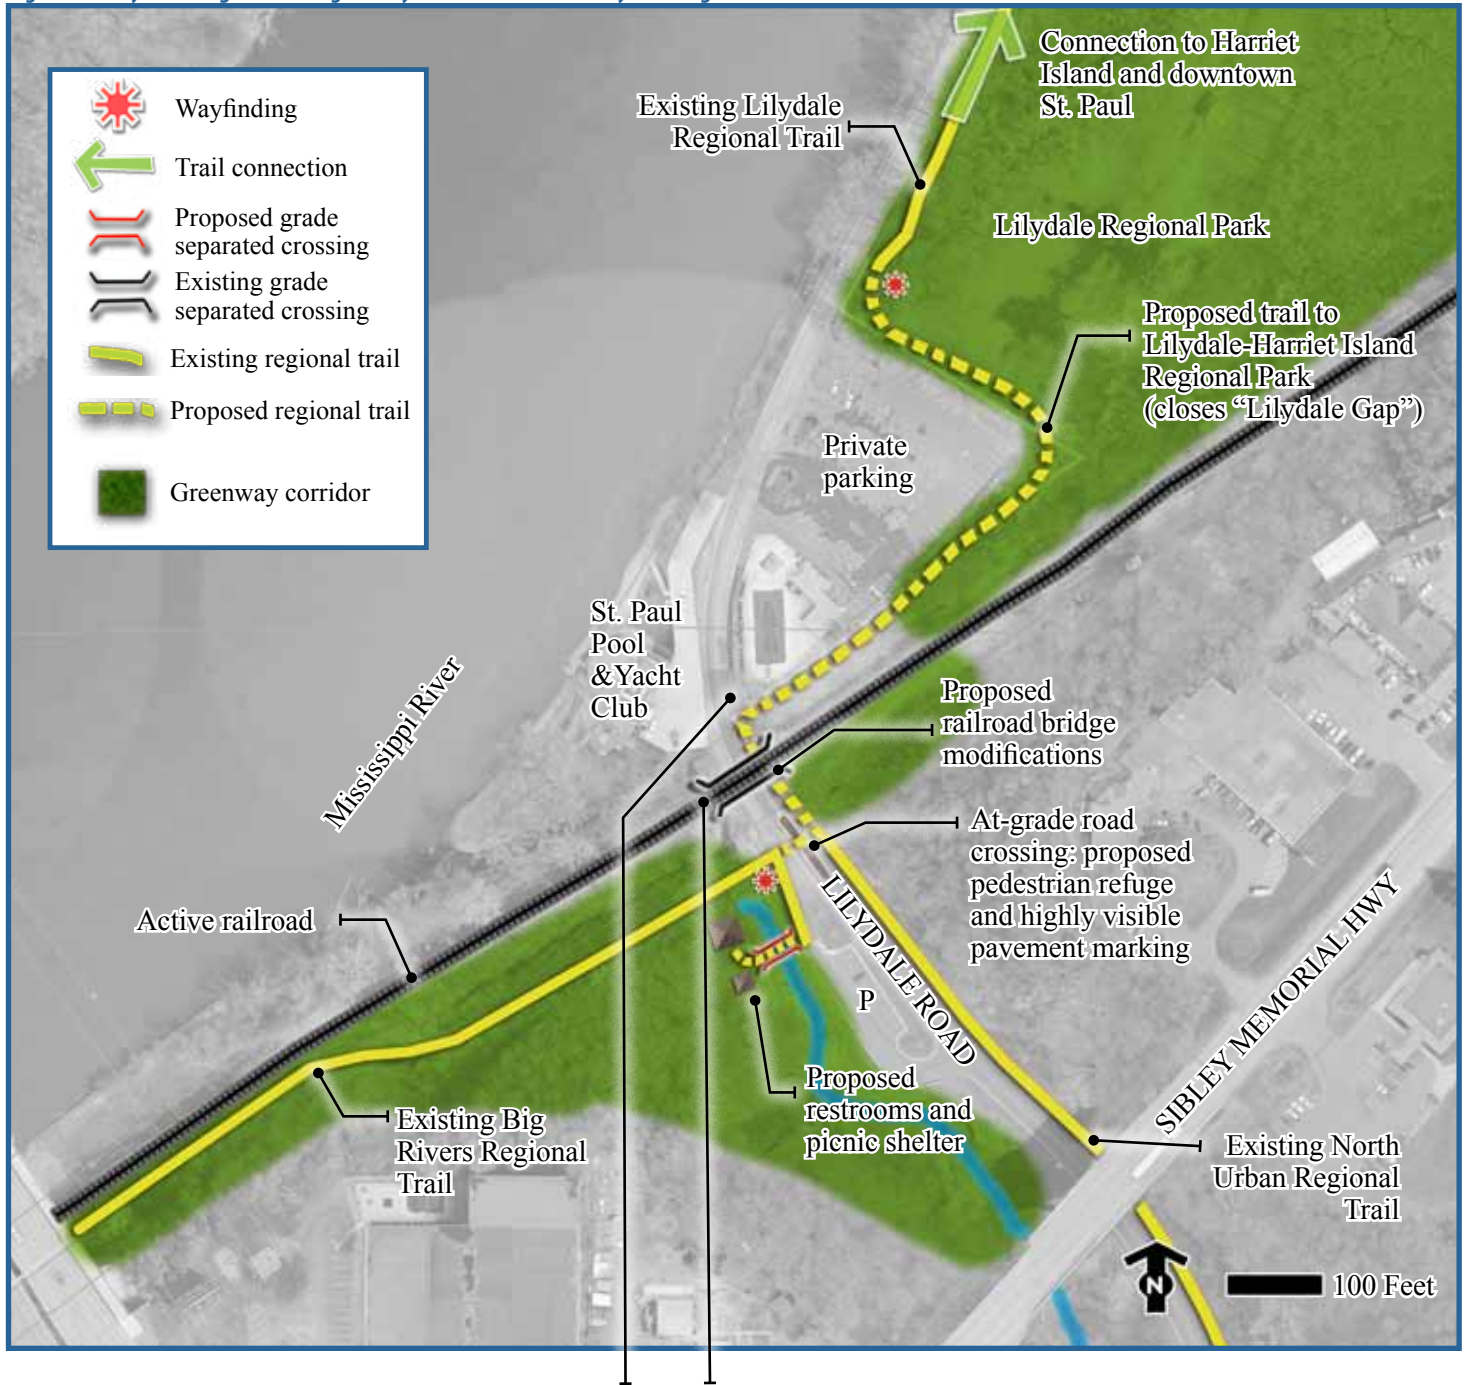 Wayfinding
Trail connection
Proposed grade
separated crossing
Existing grade
separated crossing
Existing regional trail
Proposed regional trail
Greenway corridor
Connection to Harriet
Island and downtown
St. Paul
Existing Lilydale
Regional Trail
Lilydale Regional Park
Proposed trail to
Lilydale-Harriet Island
Regional Park
(closes “Lilydale Gap”)
Private
parking
St. Paul
Pool
&Yacht
Club
Mississippi River
Proposed
railroad bridge
modifications
At-grade road
crossing: proposed
pedestrian refuge
and highly visible
pavement marking
Active railroad
LILYDALE ROAD
P
SIBLEY MEMORIAL HWY
Proposed
restrooms and
picnic shelter
Existing Big
Rivers Regional
Trail
Existing North
Urban Regional
Trail
N
100 Feet